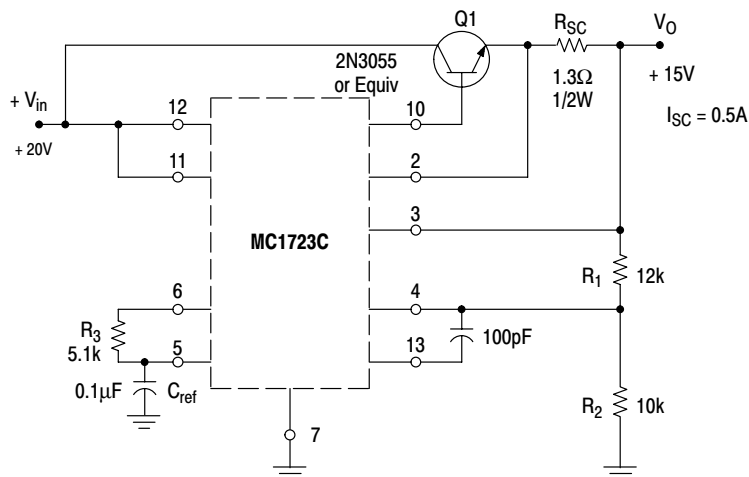 Q1
R_SC
V_O
2N3055
or Equiv
1.3Ω
1/2W
+ 15V
I_SC = 0.5A
+ V_in
+ 20V
12
10
11
2
3
MC1723C
R_1
12k
6
4
R_3
5.1k
5
13
100pF
0.1μF
C_ref
R_2
10k
7